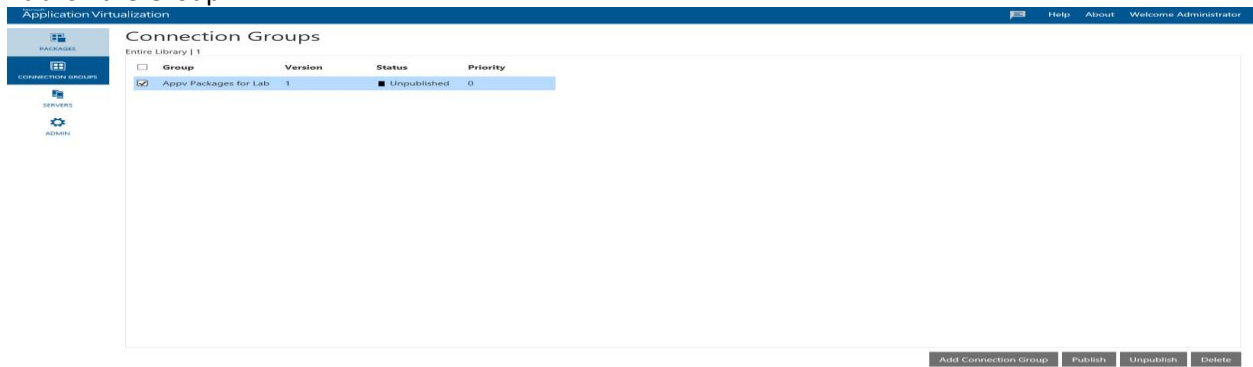 Microsoft
Application Virtualization
Help About Welcome Administrator
PACKAGES
CONNECTION GROUPS
SERVERS
ADMIN
Connection Groups
Entire Library | 1
Group Version Status Priority
Appv Packages for Lab 1 Unpublished 0
Add Connection Group Publish Unpublish Delete